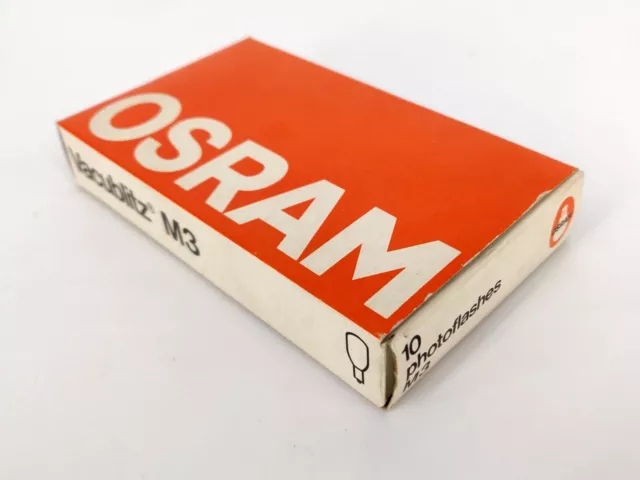 OSRAM
Vacublitz® M3
10
photoflashes
M3